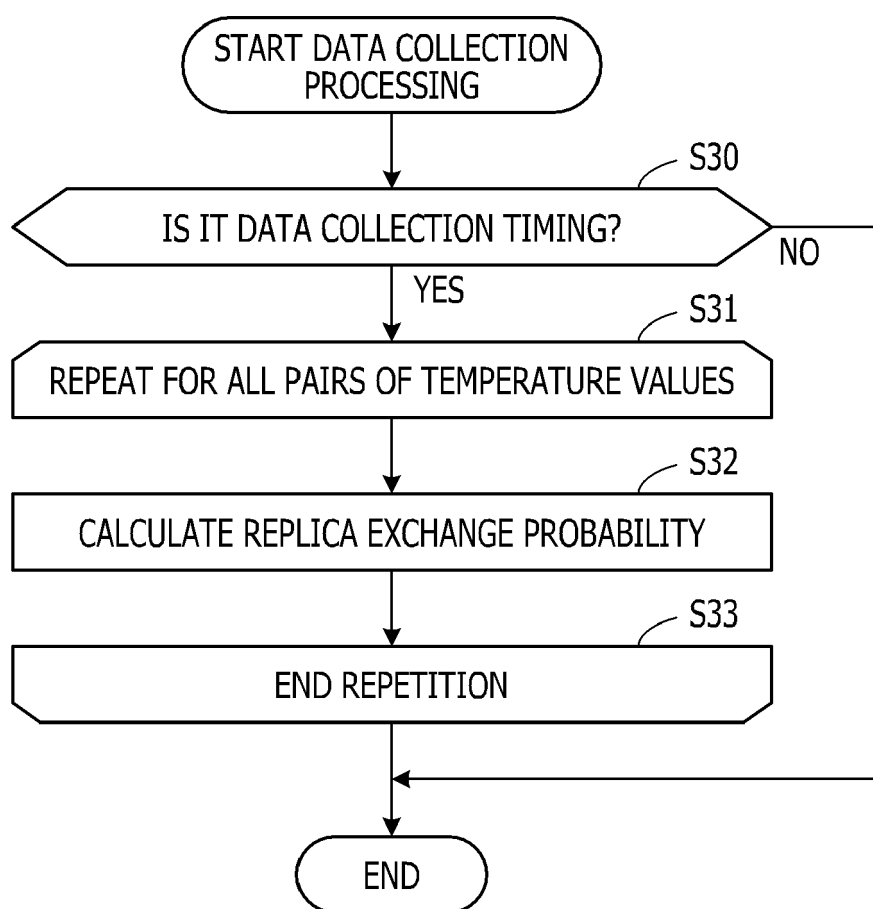 START DATA COLLECTION
PROCESSING
S30
IS IT DATA COLLECTION TIMING?
NO
YES
S31
REPEAT FOR ALL PAIRS OF TEMPERATURE VALUES
S32
CALCULATE REPLICA EXCHANGE PROBABILITY
S33
END REPETITION
END